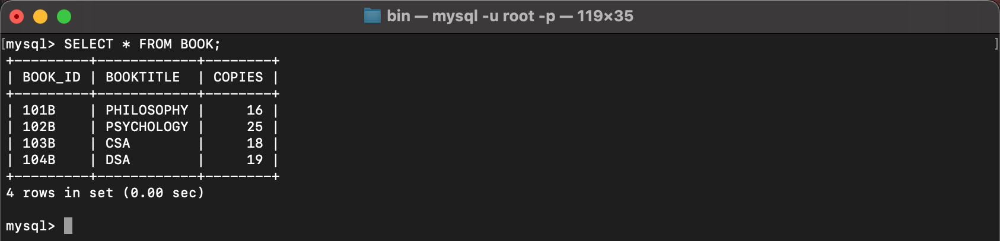 bin — mysql -u root -p — 119×35
[mysql> SELECT * FROM BOOK; ]
+---------+------------+--------+
| BOOK_ID | BOOKTITLE  | COPIES |
+---------+------------+--------+
| 101B    | PHILOSOPHY |     16 |
| 102B    | PSYCHOLOGY |     25 |
| 103B    | CSA        |     18 |
| 104B    | DSA        |     19 |
+---------+------------+--------+
4 rows in set (0.00 sec)
mysql>